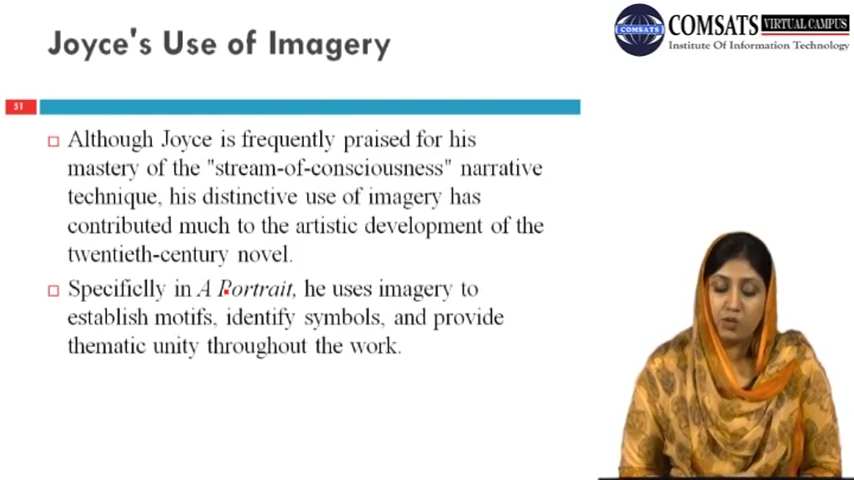 Joyce's Use of Imagery
COMSATS VIRTUAL CAMPUS
COMSATS
Institute Of Information Technology
31
Although Joyce is frequently praised for his
mastery of the "stream-of-consciousness" narrative
technique, his distinctive use of imagery has
contributed much to the artistic development of the
twentieth-century novel.
Specificlly in A Portrait, he uses imagery to
establish motifs, identify symbols, and provide
thematic unity throughout the work.